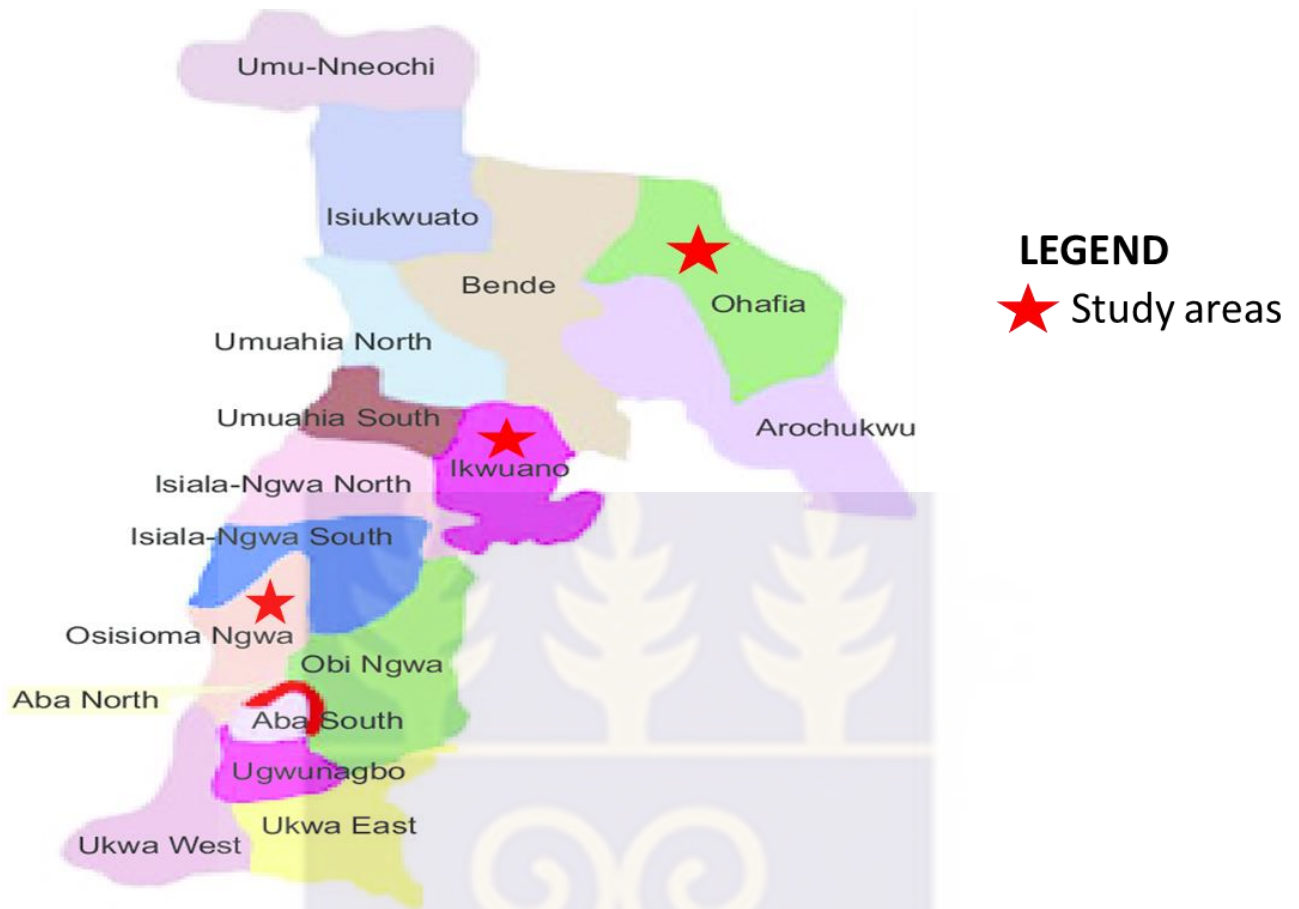 Umu-Nneochi
Isiukwuato
Bende
Ohafia
Umuahia North
Umuahia South
Arochukwu
Ikwuano
Isiala-Ngwa North
Isiala-Ngwa South
Osisioma Ngwa
Obi Ngwa
Aba North
Aba South
Ugwunagbo
Ukwa East
Ukwa West
LEGEND
Study areas